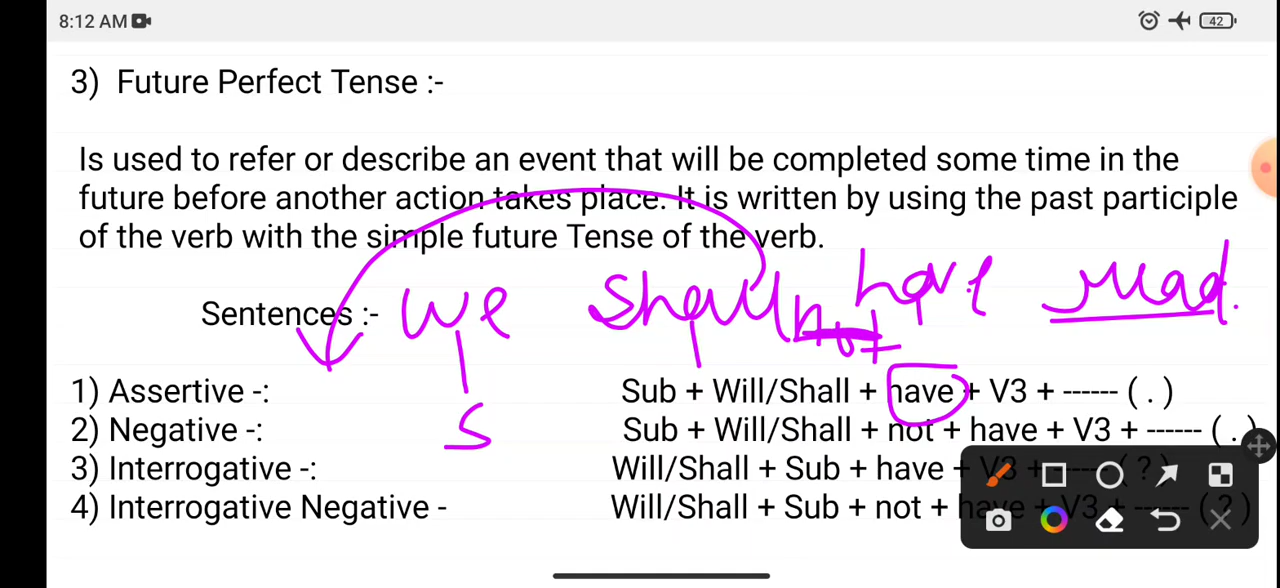 8:12 AM 42
3) Future Perfect Tense :-
Is used to refer or describe an event that will be completed some time in the
future before another action takes place. It is written by using the past participle
of the verb with the simple future Tense of the verb.
Sentences :- we shall not have read.
1) Assertive -: Sub + Will/Shall + have + V3 + ------ ( . )
S
2) Negative -: Sub + Will/Shall + not + have + V3 + ------ ( . )
3) Interrogative -: Will/Shall + Sub + have + V3 + ------ ( ? )
4) Interrogative Negative - Will/Shall + Sub + not + have + V3 + ------ ( ? )